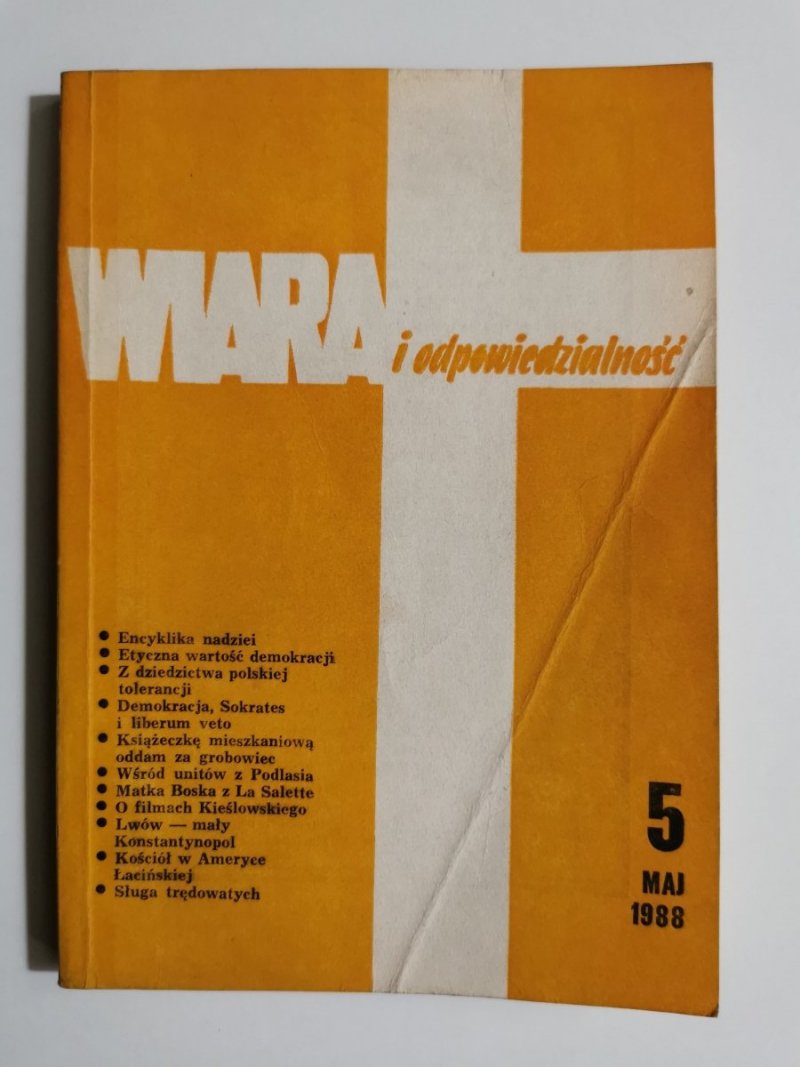 WIARA
i odpowiedzialność
• Encyklika nadziei
• Etyczna wartość demokracji
• Z dziedzictwa polskiej
tolerancji
• Demokracja, Sokrates
i liberum veto
• Książeczkę mieszkaniową
oddam za grobowiec
• Wśród unitów z Podlasia
• Matka Boska z La Salette
• O filmach Kieślowskiego
• Lwów — mały
Konstantynopol
• Kościół w Ameryce
Łacińskiej
• Sługa trędowatych
5
MAJ
1988